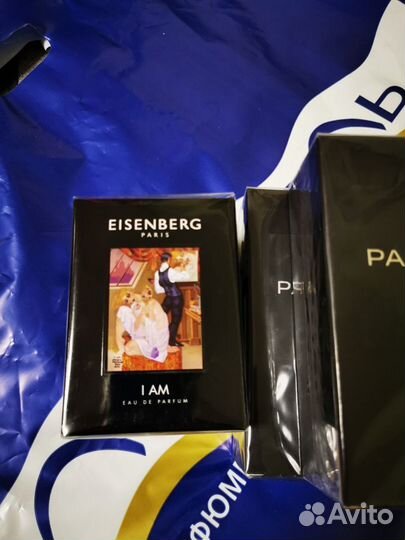 EISENBERG
PARIS
I AM
EAU DE PARFUM
PA
Avito